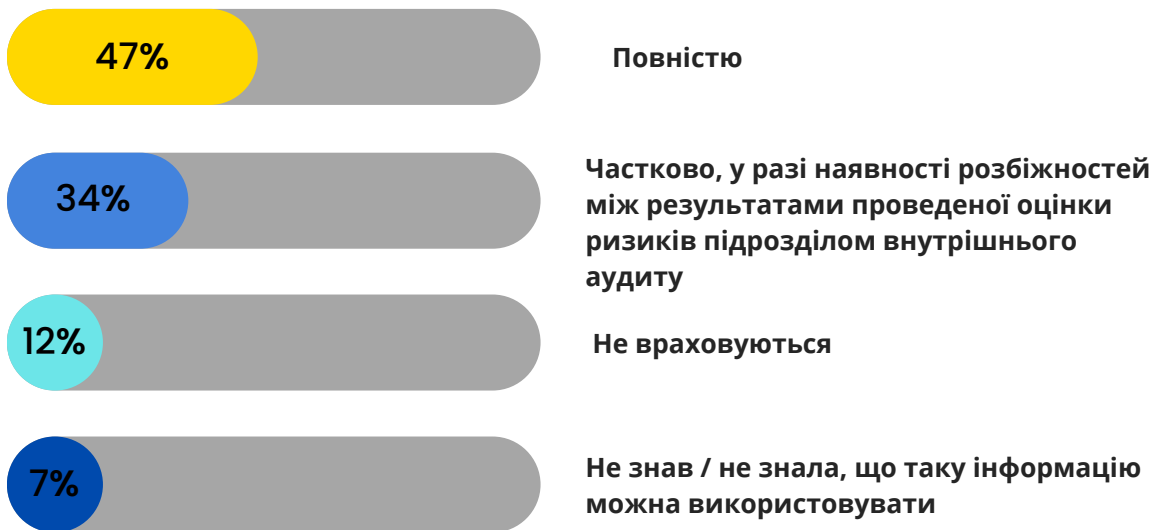 47%
Повністю
34%
Частково, у разі наявності розбіжностей
між результатами проведеної оцінки
ризиків підрозділом внутрішнього
аудиту
12%
Не враховуються
7%
Не знав / не знала, що таку інформацію
можна використовувати